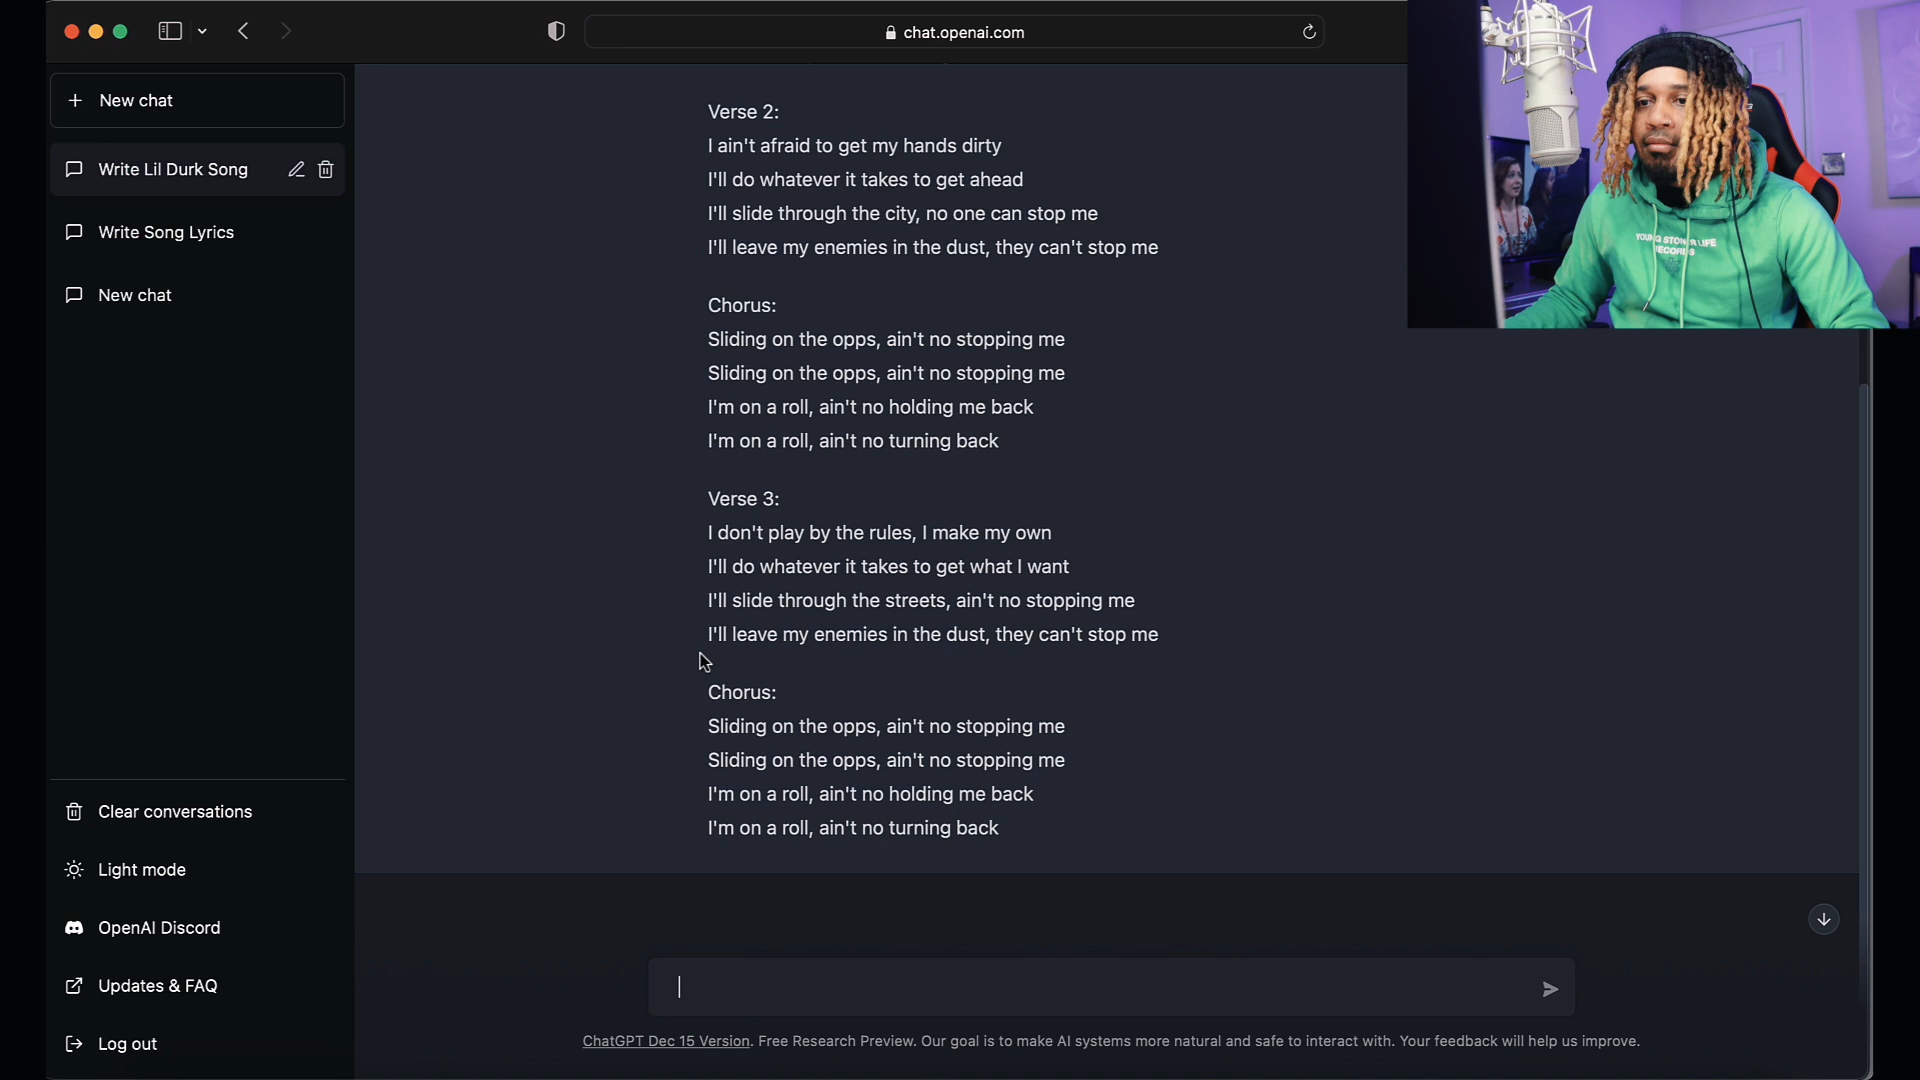 chat.openai.com
New chat
Write Lil Durk Song
Write Song Lyrics
New chat
Clear conversations
Light mode
OpenAI Discord
Updates & FAQ
Log out
Verse 2:
I ain't afraid to get my hands dirty
I'll do whatever it takes to get ahead
I'll slide through the city, no one can stop me
I'll leave my enemies in the dust, they can't stop me
Chorus:
Sliding on the opps, ain't no stopping me
Sliding on the opps, ain't no stopping me
I'm on a roll, ain't no holding me back
I'm on a roll, ain't no turning back
Verse 3:
I don't play by the rules, I make my own
I'll do whatever it takes to get what I want
I'll slide through the streets, ain't no stopping me
I'll leave my enemies in the dust, they can't stop me
Chorus:
Sliding on the opps, ain't no stopping me
Sliding on the opps, ain't no stopping me
I'm on a roll, ain't no holding me back
I'm on a roll, ain't no turning back
ChatGPT Dec 15 Version. Free Research Preview. Our goal is to make AI systems more natural and safe to interact with. Your feedback will help us improve.
YOUNG STONER LIFE
RECORDS